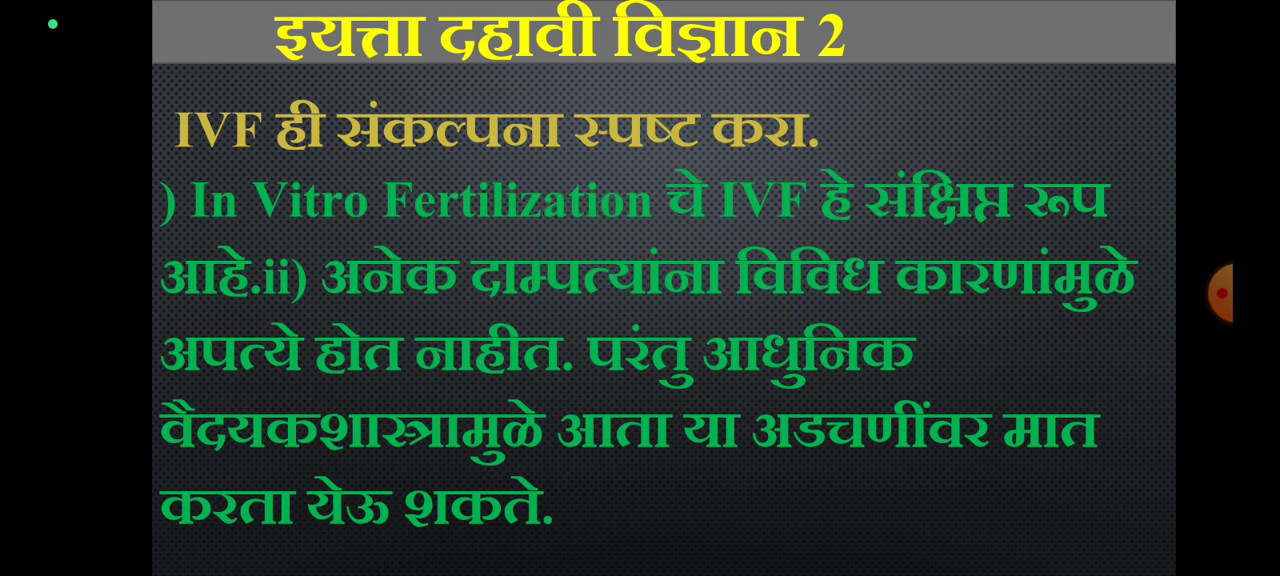 इयत्ता दहावी विज्ञान 2
IVF ही संकल्पना स्पष्ट करा.
) In Vitro Fertilization चे IVF हे संक्षिप्त रूप
आहे.ii) अनेक दाम्पत्यांना विविध कारणांमुळे
अपत्ये होत नाहीत. परंतु आधुनिक
वैदयकशास्त्रामुळे आता या अडचणींवर मात
करता येऊ शकते.